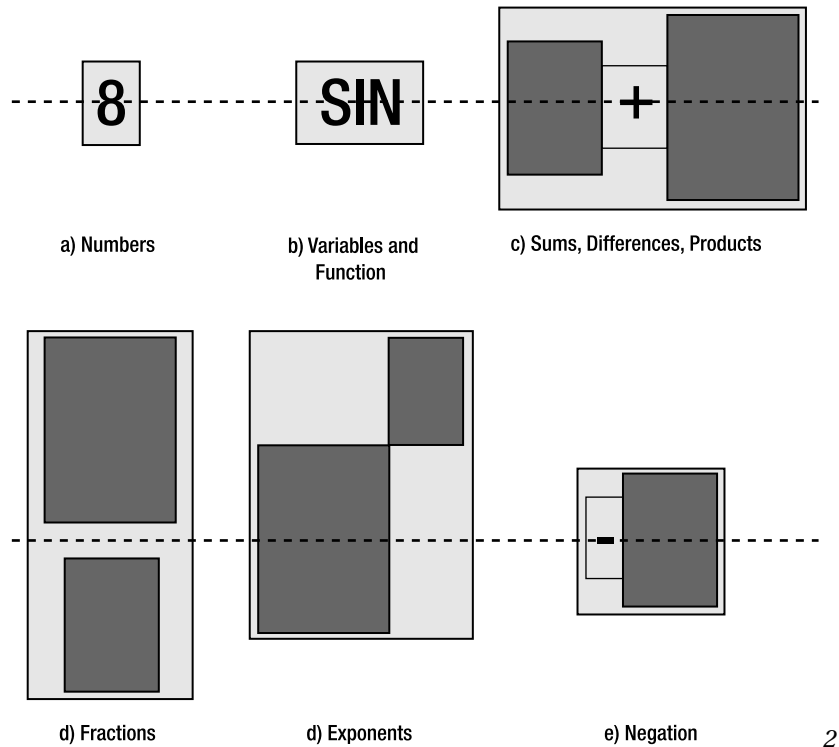 8
SIN
+
a) Numbers
b) Variables and
Function
c) Sums, Differences, Products
-
d) Fractions
d) Exponents
e) Negation
2